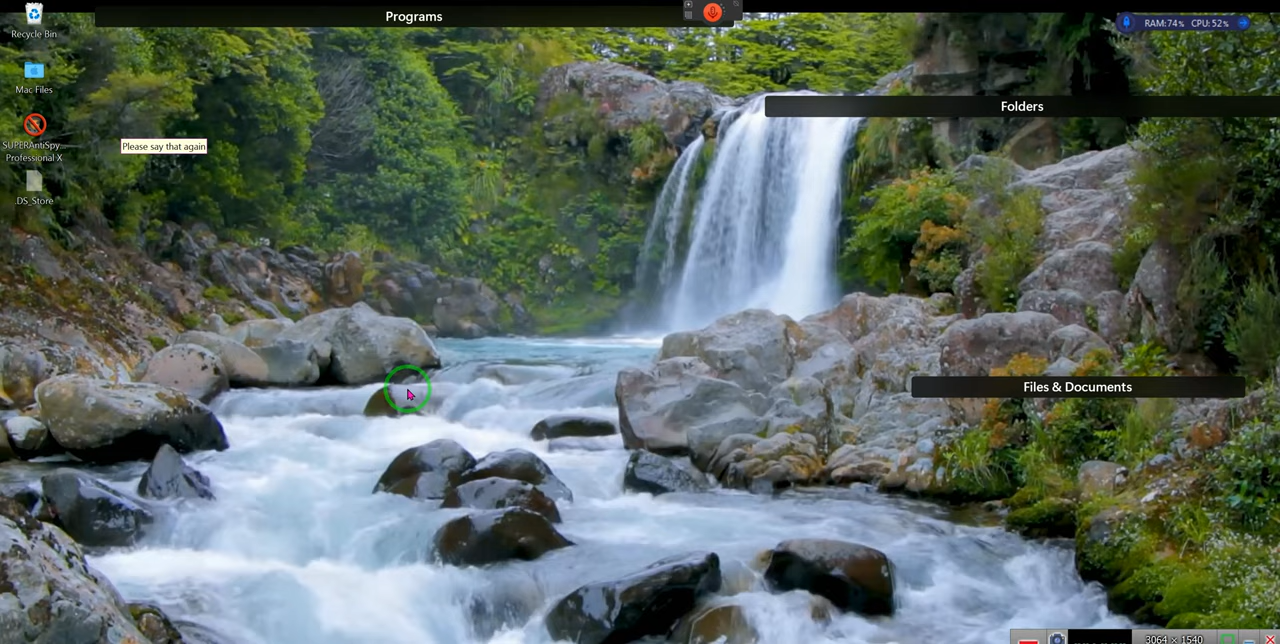 Programs
Recycle Bin
RAM:74% CPU:52%
Mac Files
Folders
SUPERAntiSpy...
Professional X
Please say that again
.DS_Store
Files & Documents
3064 x 1540